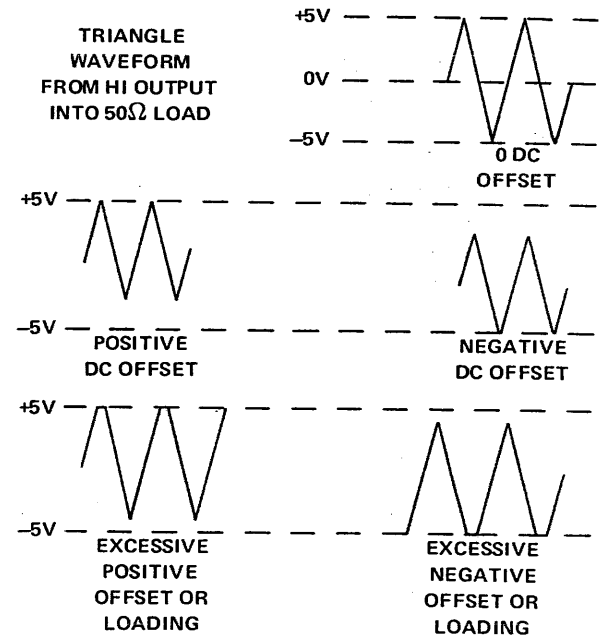 TRIANGLE
WAVEFORM
FROM HI OUTPUT
INTO 50Ω LOAD
+5V
0V
–5V
0 DC
OFFSET
+5V
–5V
POSITIVE
DC OFFSET
NEGATIVE
DC OFFSET
+5V
–5V
EXCESSIVE
POSITIVE
OFFSET OR
LOADING
EXCESSIVE
NEGATIVE
OFFSET OR
LOADING